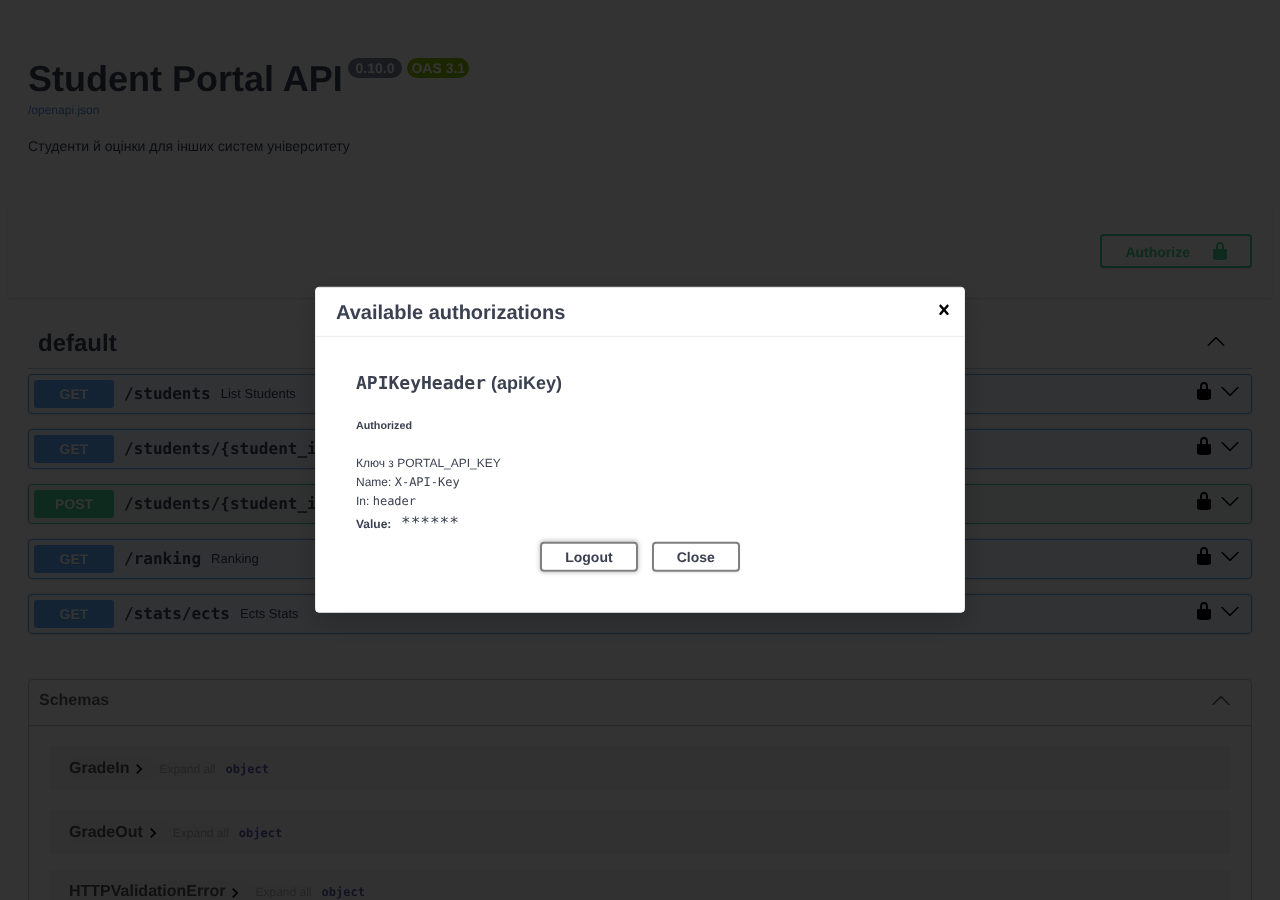 Student Portal API 0.10.0 OAS 3.1
/openapi.json
Студенти й оцінки для інших систем університету
Authorize
Available authorizations
APIKeyHeader (apiKey)
Authorized
Ключ з PORTAL_API_KEY
Name: X-API-Key
In: header
Value: ******
Logout Close
default
GET /students List Students
GET /students/{student_i
POST /students/{student_i
GET /ranking Ranking
GET /stats/ects Ects Stats
Schemas
GradeIn Expand all object
GradeOut Expand all object
HTTPValidationError Expand all object